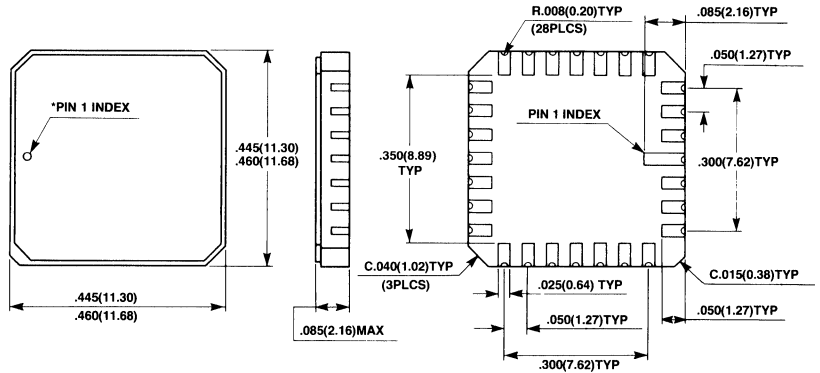 R.008(0.20)TYP
(28PLCS)
.085(2.16)TYP
.050(1.27)TYP
*PIN 1 INDEX
PIN 1 INDEX
.445(11.30)
.460(11.68)
.350(8.89)
TYP
.300(7.62)TYP
C.040(1.02)TYP
(3PLCS)
C.015(0.38)TYP
.025(0.64) TYP
.445(11.30)
.460(11.68)
.085(2.16)MAX
.050(1.27)TYP
.050(1.27)TYP
.300(7.62)TYP